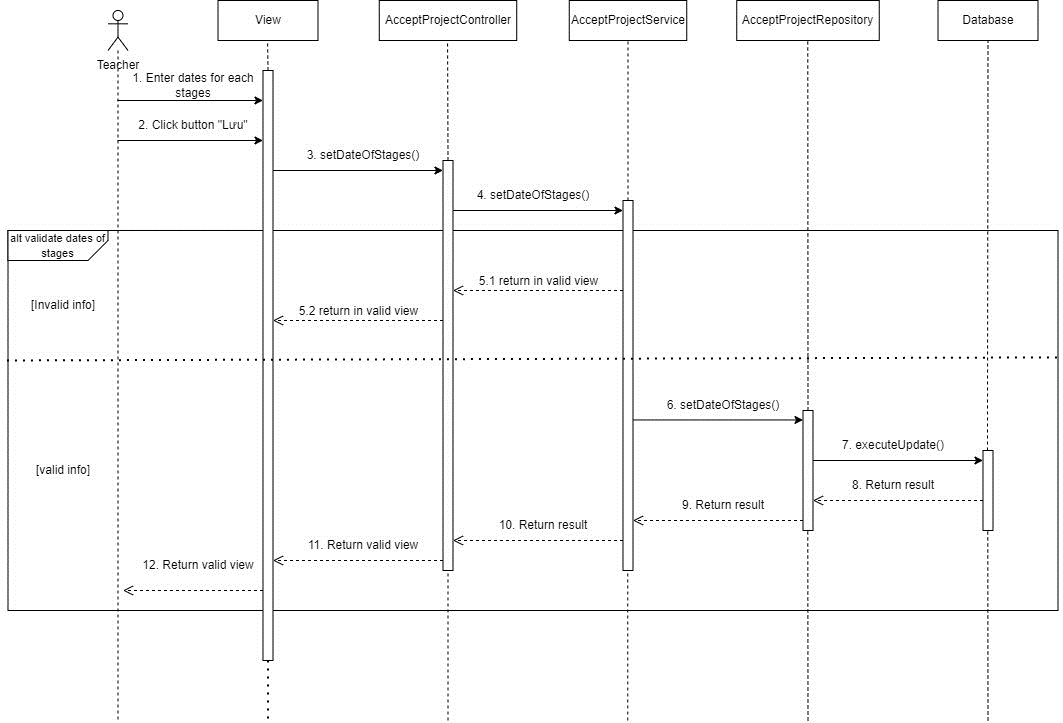 View
AcceptProjectController
AcceptProjectService
AcceptProjectRepository
Database
Teacher
1. Enter dates for each
stages
2. Click button "Lưu"
3. setDateOfStages()
4. setDateOfStages()
alt validate dates of
stages
5.1 return in valid view
[Invalid info]
5.2 return in valid view
6. setDateOfStages()
7. executeUpdate()
[valid info]
8. Return result
9. Return result
10. Return result
11. Return valid view
12. Return valid view